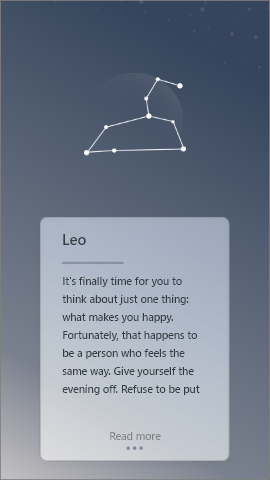 Leo
It's finally time for you to
think about just one thing:
what makes you happy.
Fortunately, that happens to
be a person who feels the
same way. Give yourself the
evening off. Refuse to be put
Read more